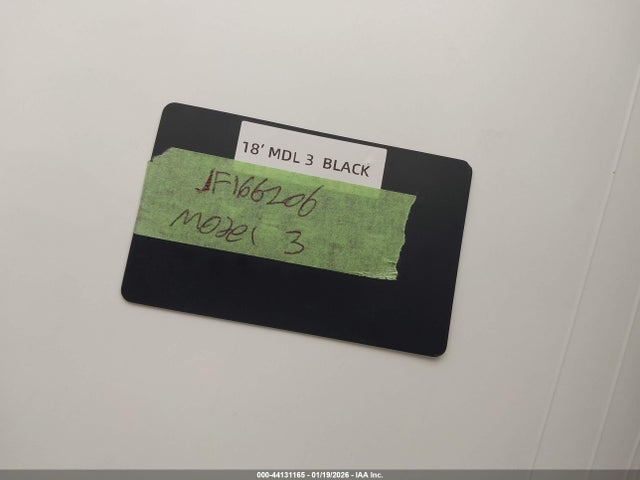 18' MDL 3 BLACK
JF166206
MODEL 3
000-44131165 - 01/19/2026 - IAA Inc.